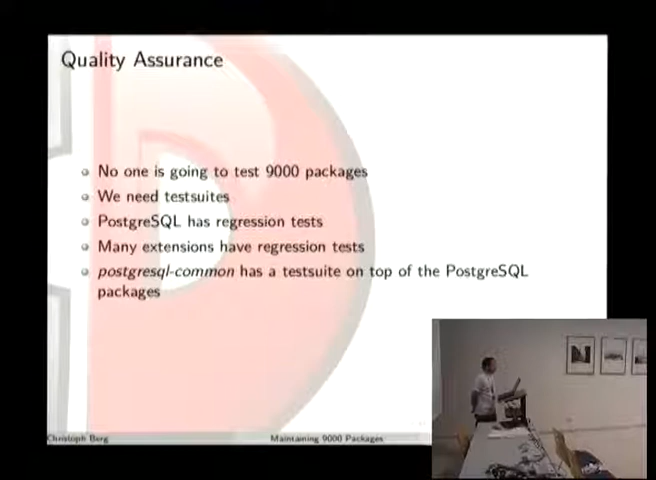 Quality Assurance
No one is going to test 9000 packages
We need testsuites
PostgreSQL has regression tests
Many extensions have regression tests
postgresql-common has a testsuite on top of the PostgreSQL
packages
Christoph Berg
Maintaining 9000 Packages